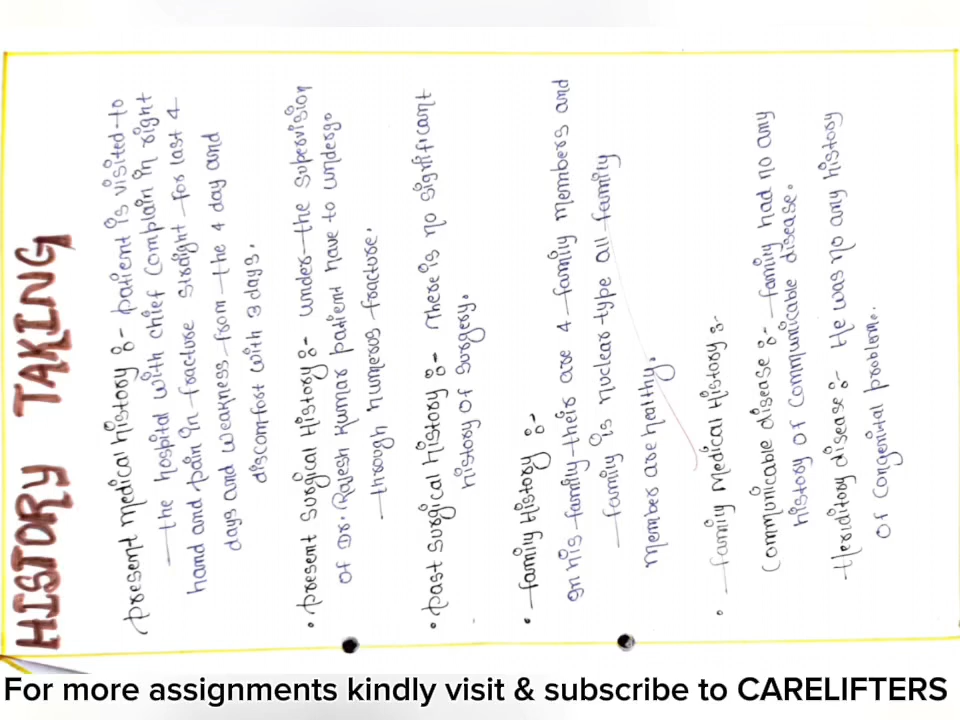 HISTORY TAKING
present medical history :- patient is visited to
the hospital with chief complain in right
hand and pain in fracture straight for last 4
days and weakness from the 4 day and
discomfort with 3 days.
• present surgical History :- under the supervision
of Dr. Rajesh Kumar patient have to undergo
through numeros fracture.
• past surgical history :- There is no significant
history of surgery.
• family History :-
In his family their are 4 family members and
family is nuclear type all family
member are healthy.
• family Medical History :-
Communicable disease :- family had no any
history of communicable disease.
Heriditory disease :- He was no any history
of congenital problem.
For more assignments kindly visit & subscribe to CARELIFTERS